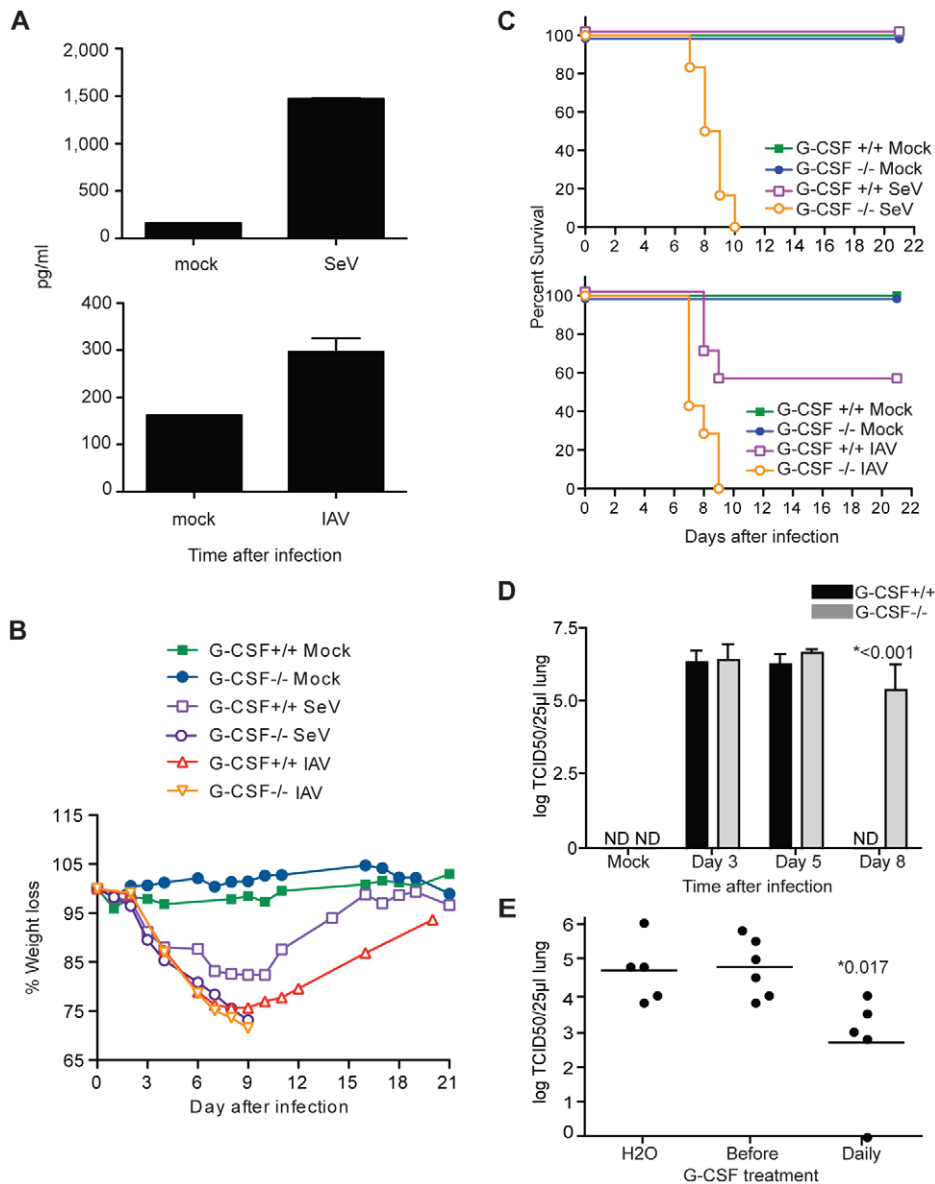 A
2,000
1,500
1,000
500
0
mock
SeV
pg/ml
400
300
200
100
0
mock
IAV
Time after infection
B
G-CSF+/+ Mock
G-CSF-/- Mock
G-CSF+/+ SeV
G-CSF-/- SeV
G-CSF+/+ IAV
G-CSF-/- IAV
115
105
95
85
75
65
% Weight loss
0 3 6 9 12 15 18 21
Day after infection
C
100
80
60
40
20
0
G-CSF +/+ Mock
G-CSF -/- Mock
G-CSF +/+ SeV
G-CSF -/- SeV
0 2 4 6 8 10 12 14 16 18 20 22
Percent Survival
100
80
60
40
20
0
G-CSF +/+ Mock
G-CSF -/- Mock
G-CSF +/+ IAV
G-CSF -/- IAV
0 2 4 6 8 10 12 14 16 18 20 22
Days after infection
D
G-CSF+/+
G-CSF-/-
7.5
5.0
2.5
0
log TCID50/25µl lung
*<0.001
ND ND
ND
Mock Day 3 Day 5 Day 8
Time after infection
E
6
5
4
3
2
1
0
log TCID50/25µl lung
*0.017
H2O Before Daily
G-CSF treatment